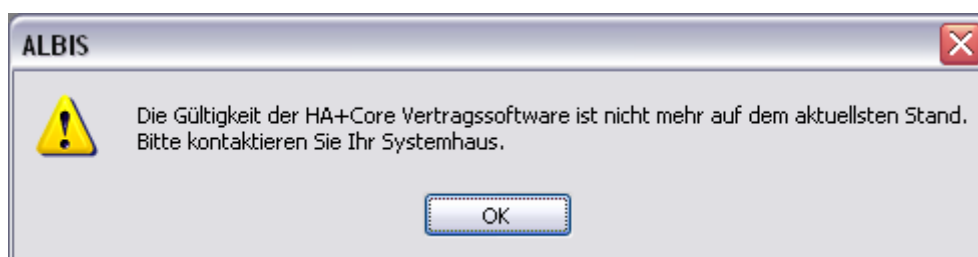 ALBIS
Die Gültigkeit der HA+Core Vertragssoftware ist nicht mehr auf dem aktuellsten Stand.
Bitte kontaktieren Sie Ihr Systemhaus.
OK